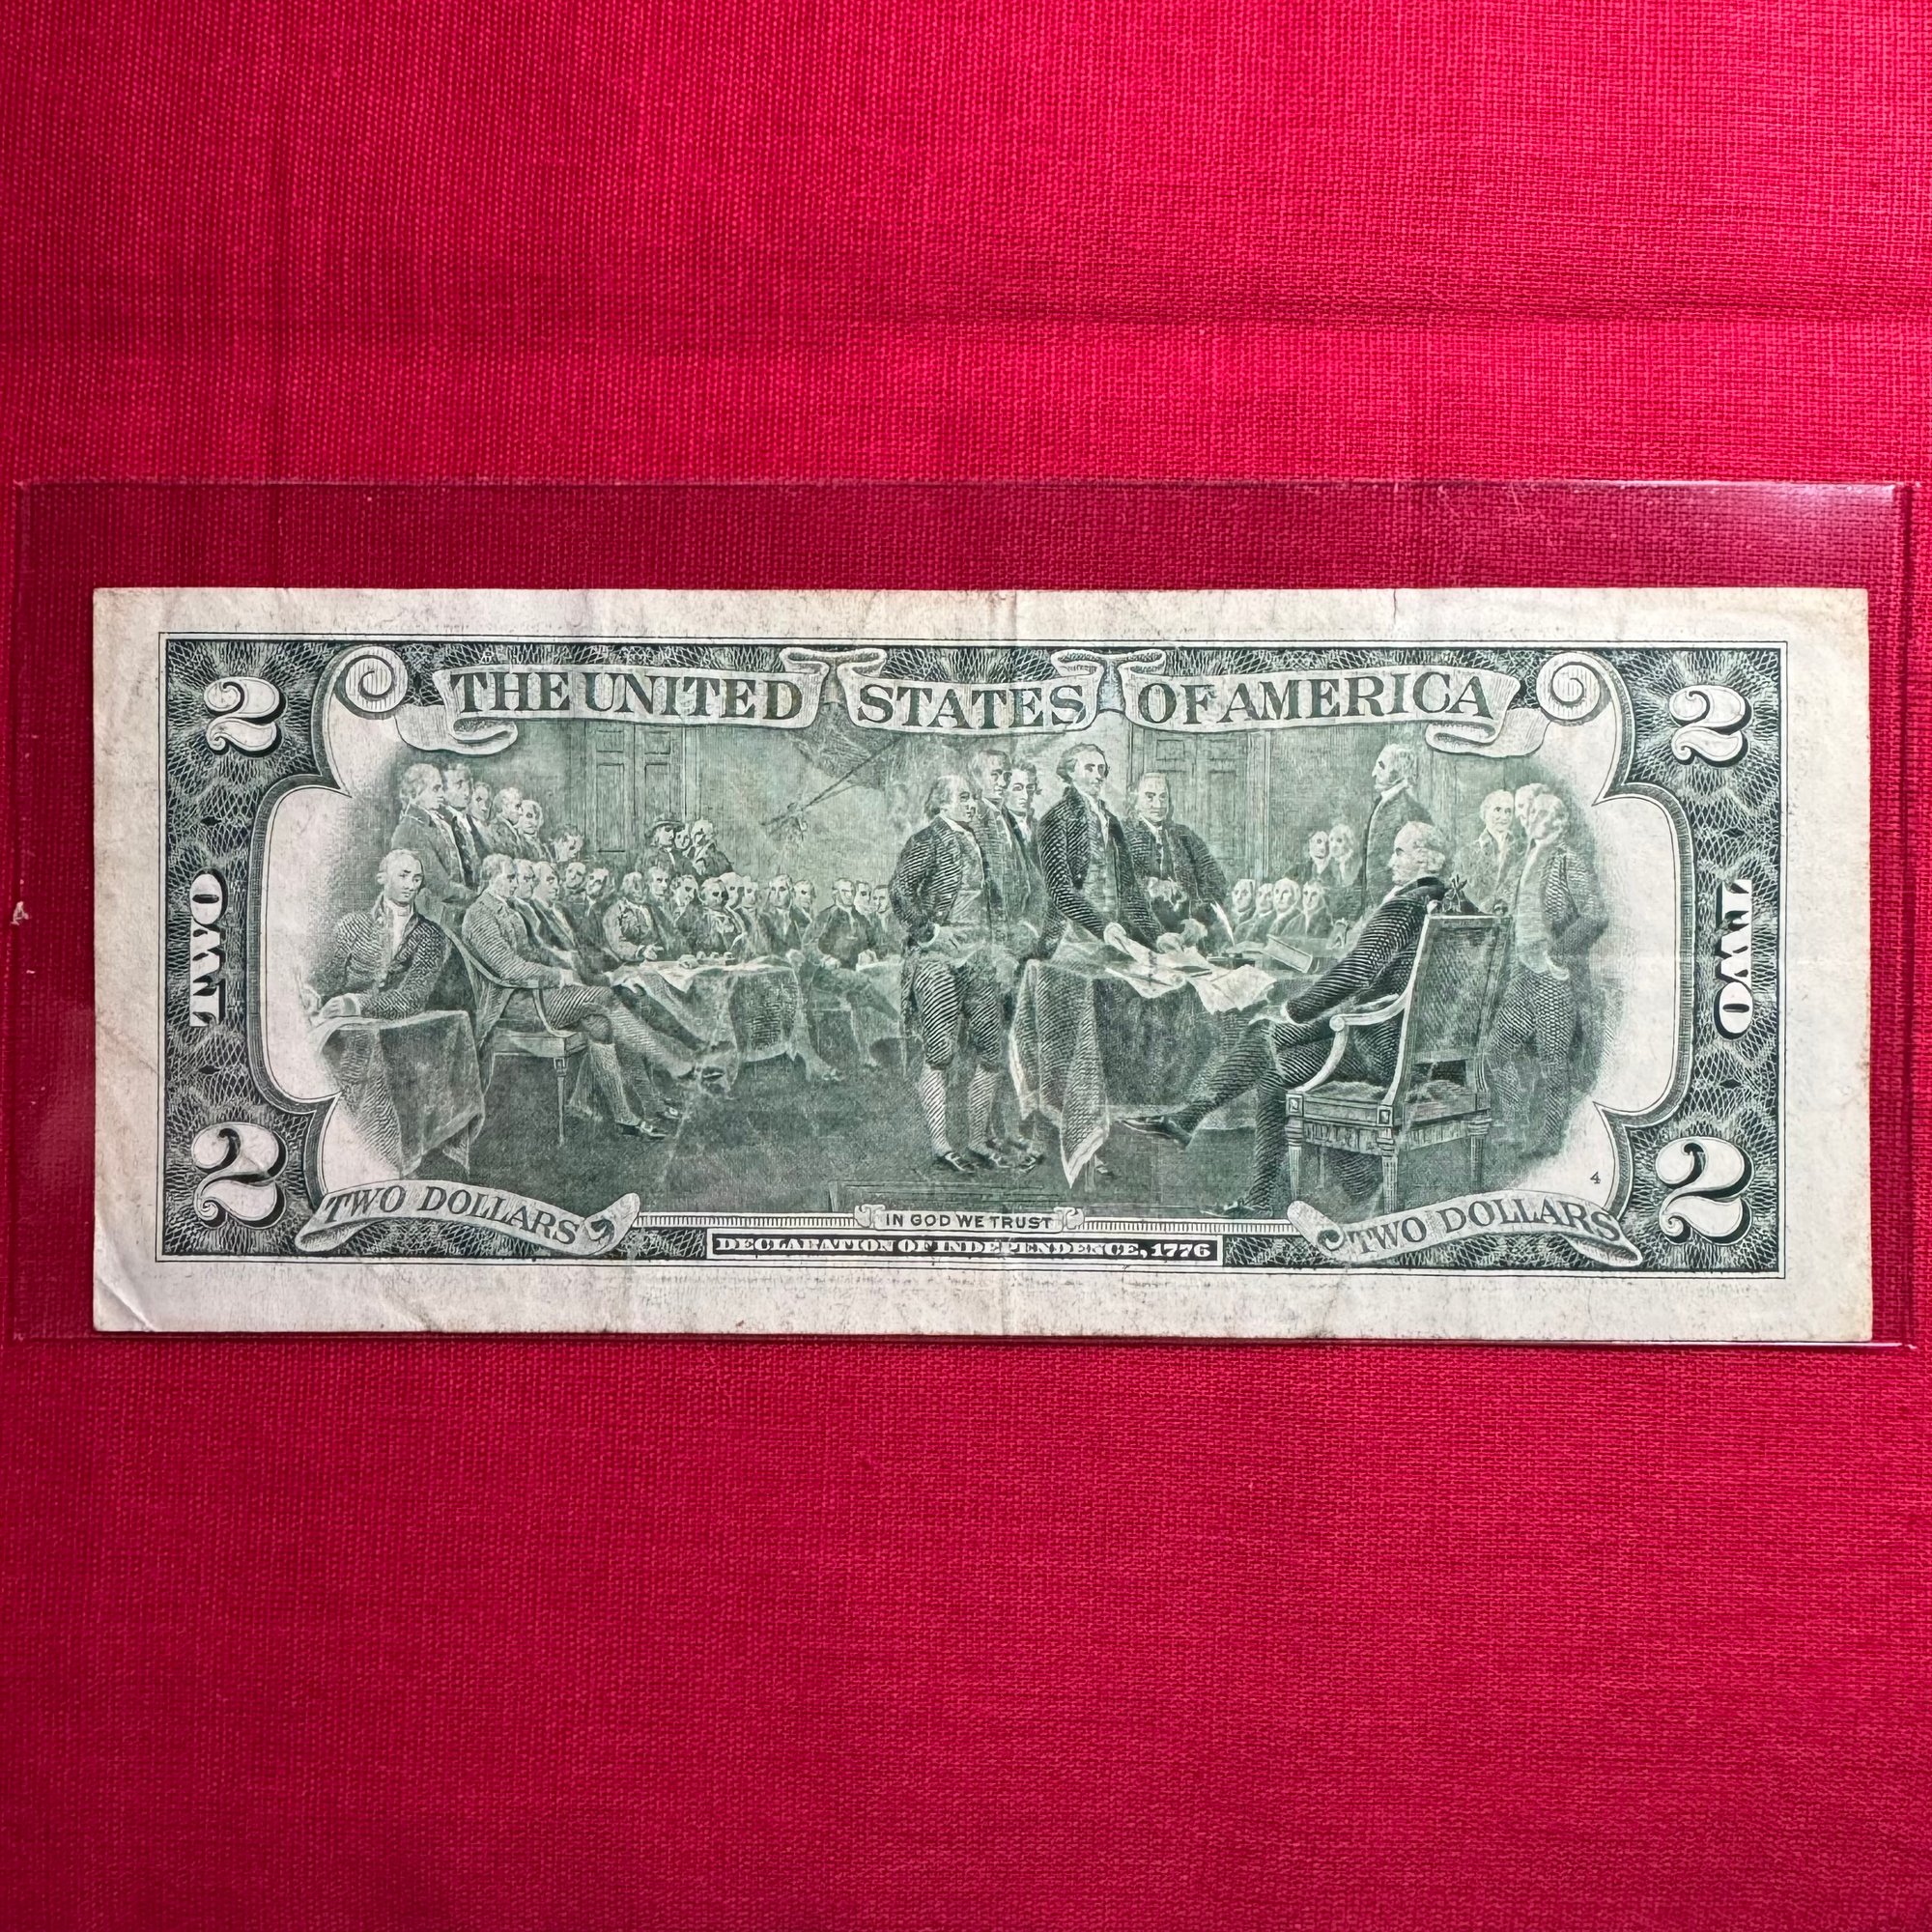 THE UNITED STATES OF AMERICA
2
2
TWO
TWO
2
2
4
TWO DOLLARS
TWO DOLLARS
IN GOD WE TRUST
DECLARATION OF INDEPENDENCE, 1776